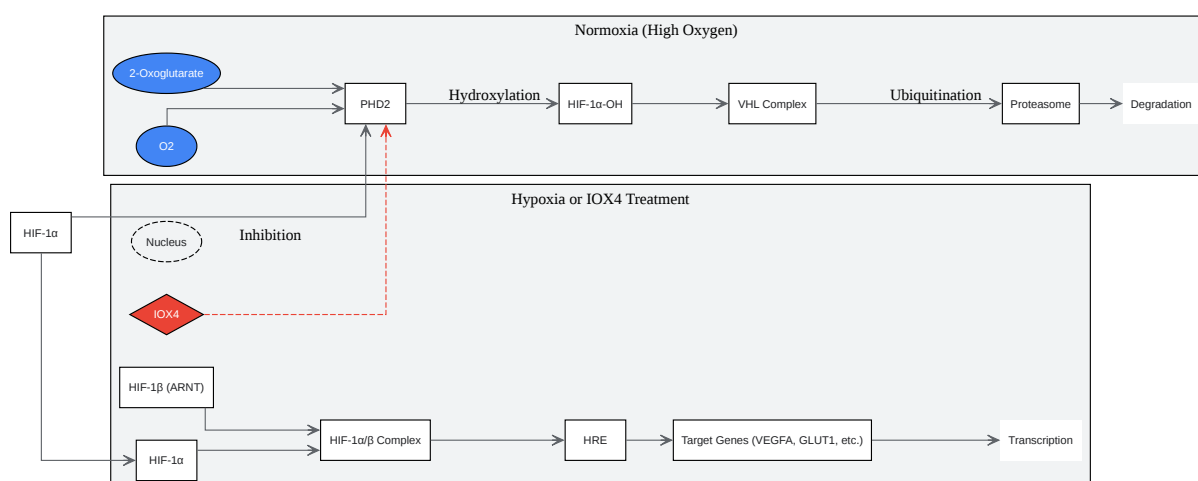 Normoxia (High Oxygen)
2-Oxoglutarate
O2
PHD2
Hydroxylation
HIF-1α-OH
VHL Complex
Ubiquitination
Proteasome
Degradation
Hypoxia or IOX4 Treatment
HIF-1α
Nucleus
Inhibition
IOX4
HIF-1β (ARNT)
HIF-1α
HIF-1α/β Complex
HRE
Target Genes (VEGFA, GLUT1, etc.)
Transcription